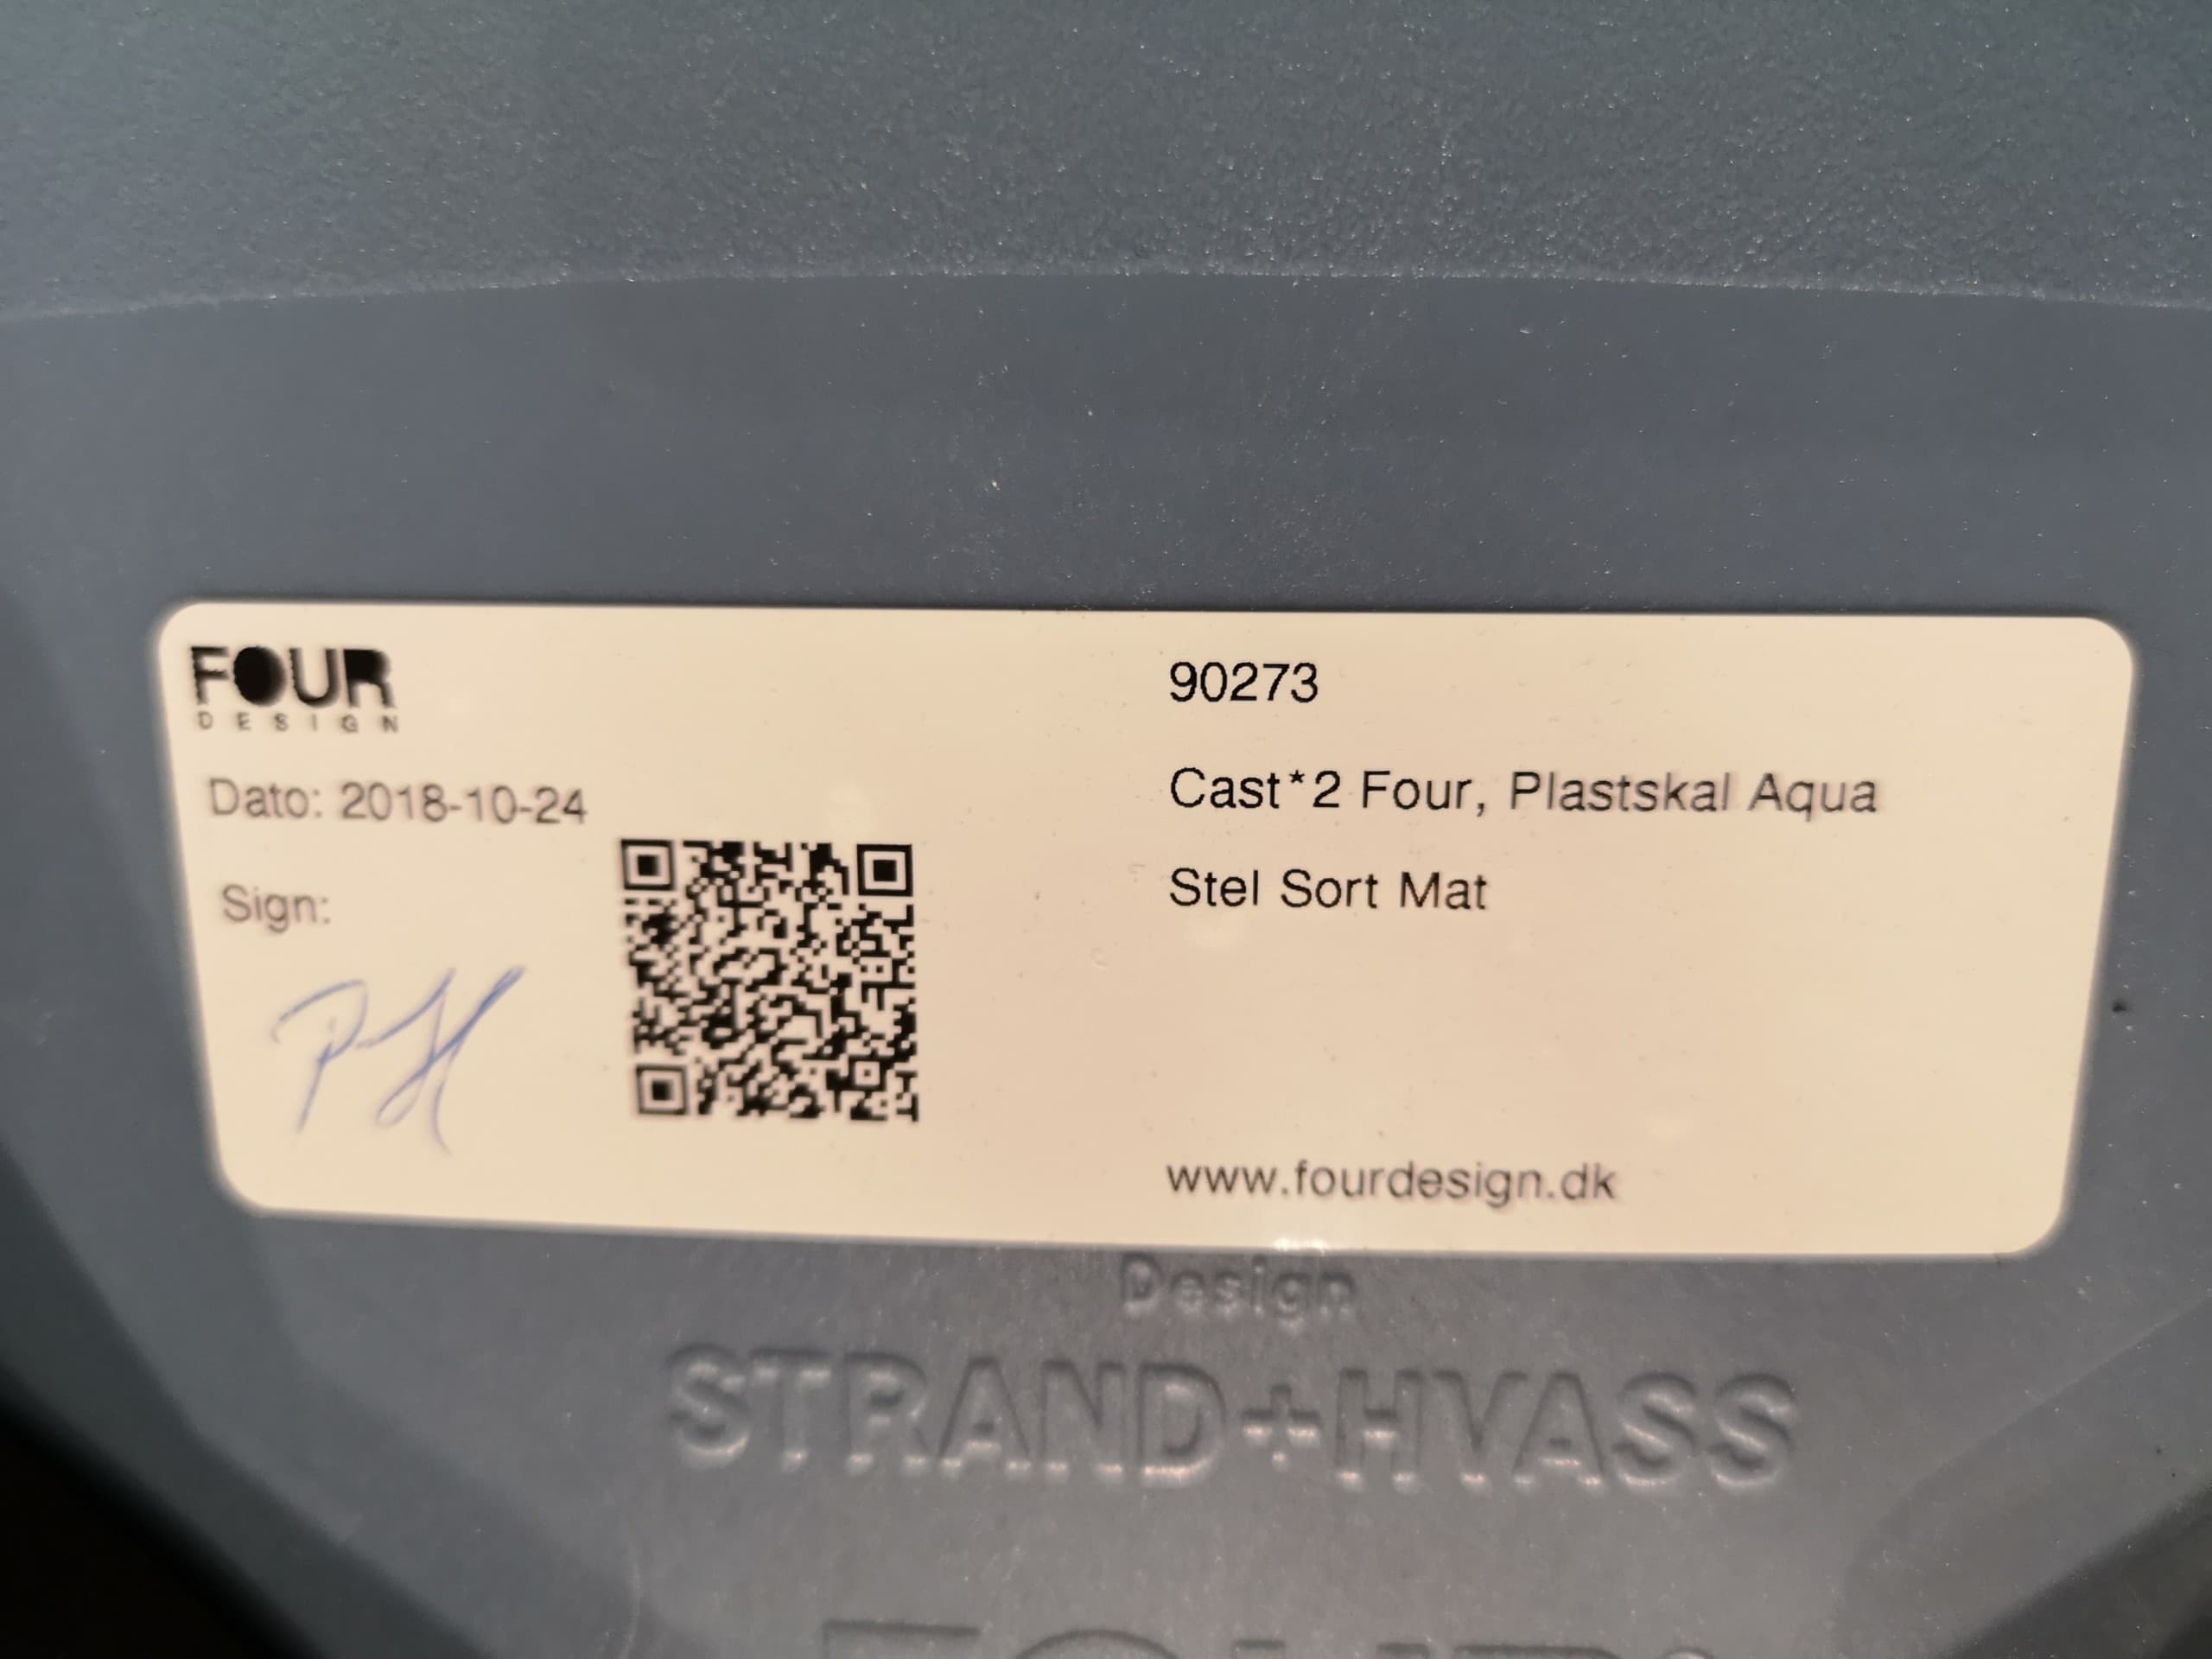 FOUR
DESIGN
Dato: 2018-10-24
Sign:
90273
Cast*2 Four, Plastskal Aqua
Stel Sort Mat
www.fourdesign.dk
Design
STRAND+HVASS